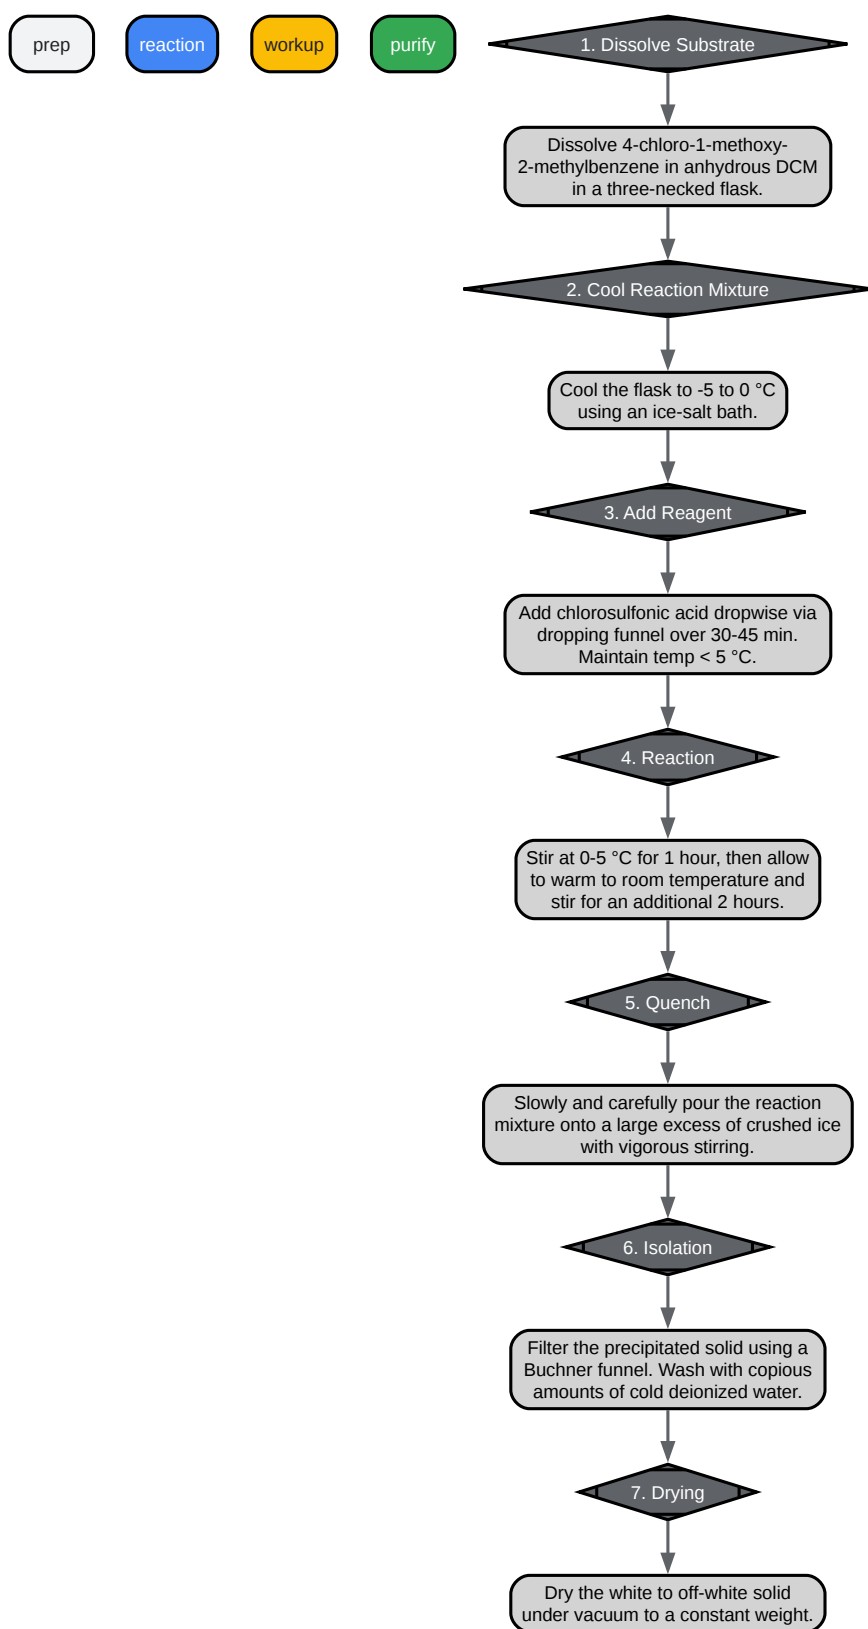 prep
reaction
workup
purify
1. Dissolve Substrate
Dissolve 4-chloro-1-methoxy-
2-methylbenzene in anhydrous DCM
in a three-necked flask.
2. Cool Reaction Mixture
Cool the flask to -5 to 0 °C
using an ice-salt bath.
3. Add Reagent
Add chlorosulfonic acid dropwise via
dropping funnel over 30-45 min.
Maintain temp < 5 °C.
4. Reaction
Stir at 0-5 °C for 1 hour, then allow
to warm to room temperature and
stir for an additional 2 hours.
5. Quench
Slowly and carefully pour the reaction
mixture onto a large excess of crushed ice
with vigorous stirring.
6. Isolation
Filter the precipitated solid using a
Buchner funnel. Wash with copious
amounts of cold deionized water.
7. Drying
Dry the white to off-white solid
under vacuum to a constant weight.